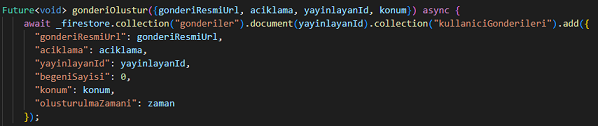 Future<void> gonderiOlustur({gonderiResmiUrl, aciklama, yayinlayanId, konum}) async {
await _firestore.collection("gonderiler").document(yayinlayanId).collection("kullaniciGonderileri").add({
"gonderiResmiUrl": gonderiResmiUrl,
"aciklama": aciklama,
"yayinlayanId": yayinlayanId,
"begeniSayisi": 0,
"konum": konum,
"olusturulmaZamani": zaman
});